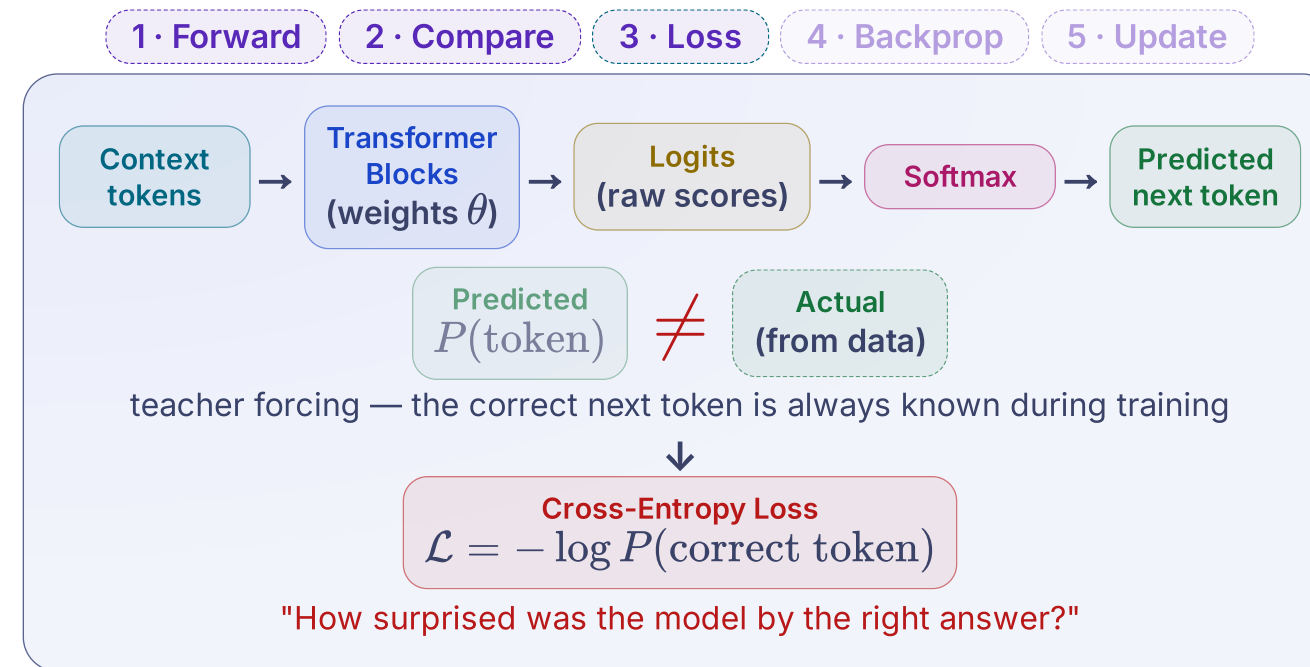 1 · Forward
2 · Compare
3 · Loss
4 · Backprop
5 · Update
Context
tokens
→
Transformer
Blocks
(weights θ)
→
Logits
(raw scores)
→
Softmax
→
Predicted
next token
Predicted
P(token)
≠
Actual
(from data)
teacher forcing — the correct next token is always known during training
↓
Cross-Entropy Loss
ℒ = − log P(correct token)
"How surprised was the model by the right answer?"